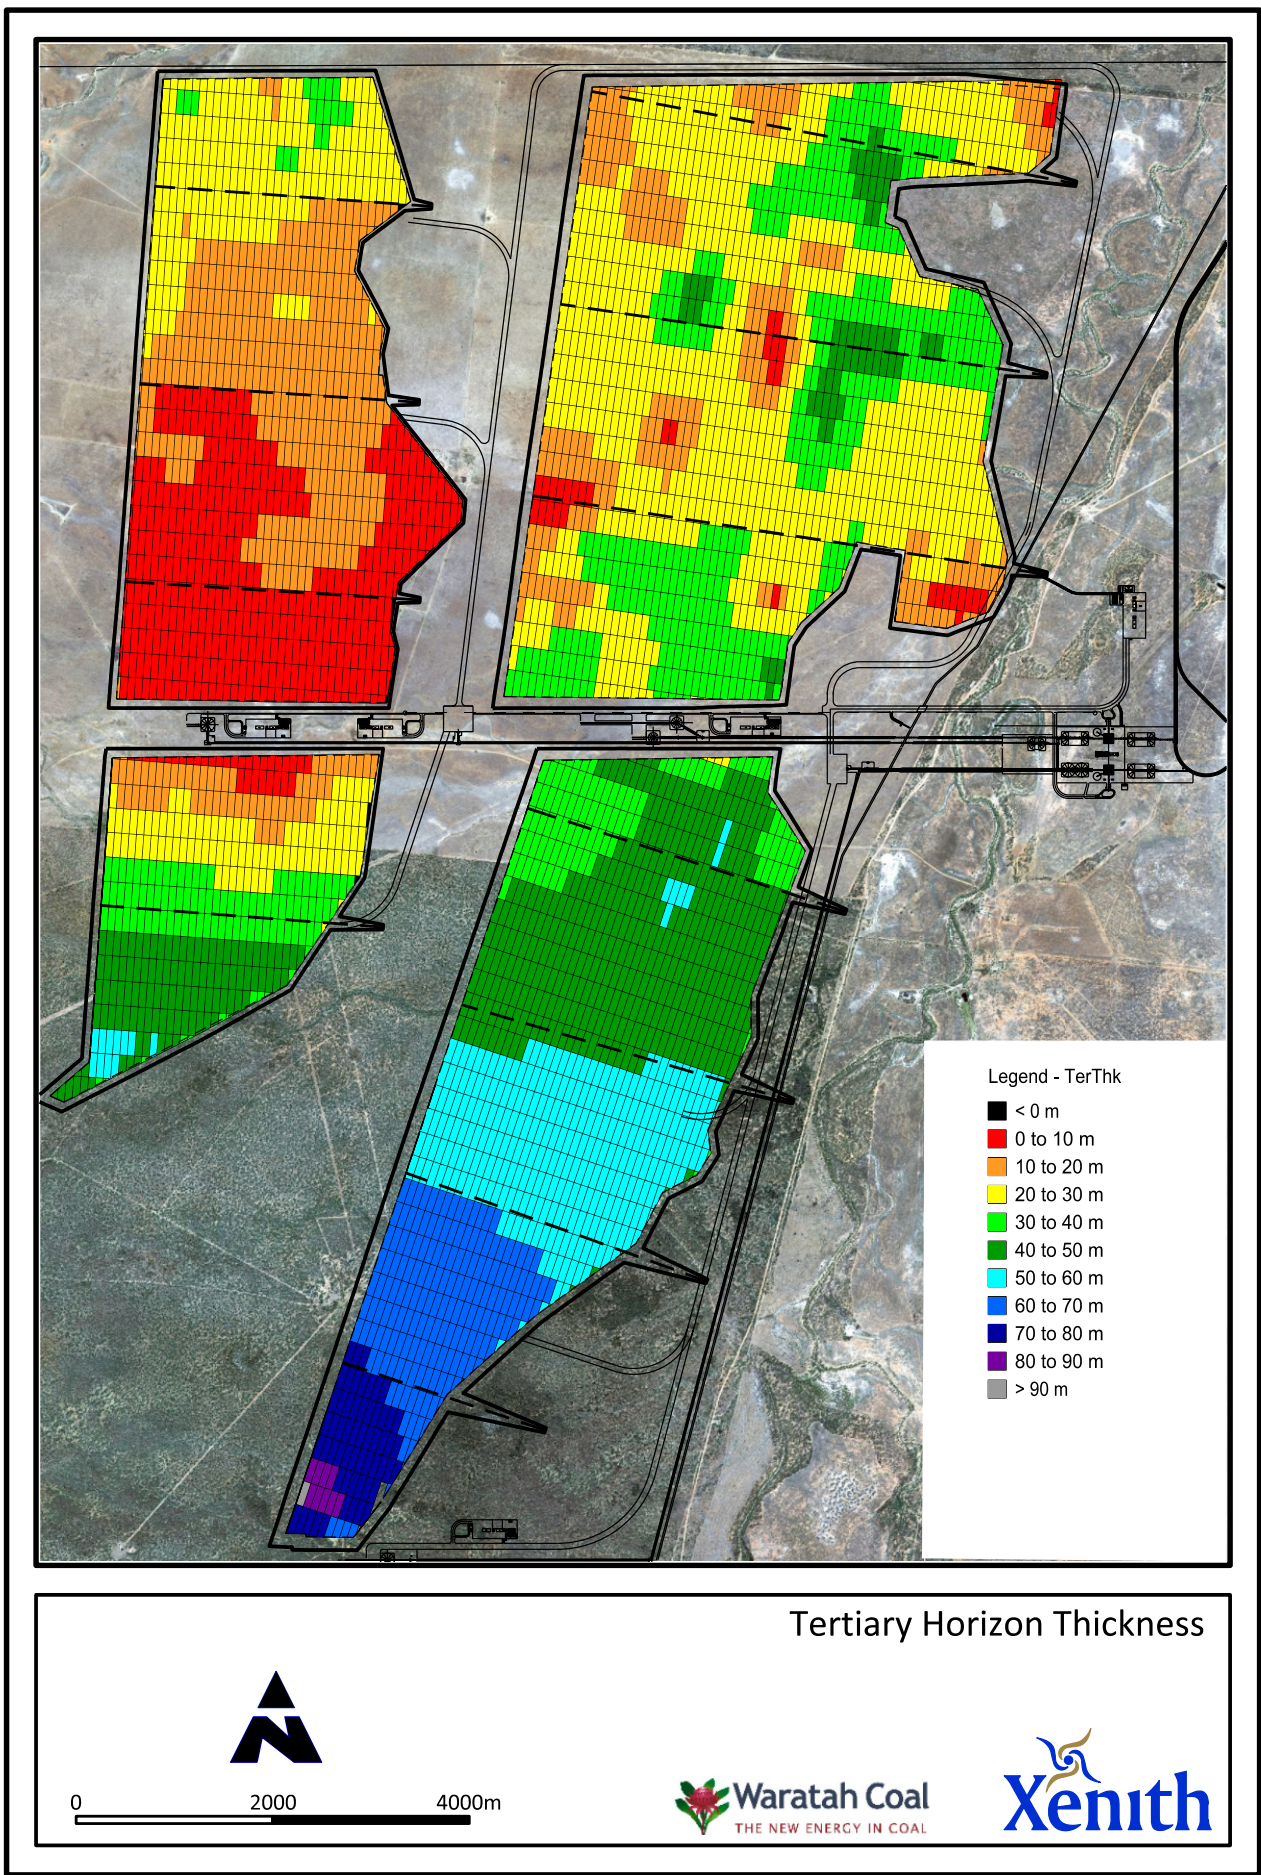 Legend - TerThk
< 0 m
0 to 10 m
10 to 20 m
20 to 30 m
30 to 40 m
40 to 50 m
50 to 60 m
60 to 70 m
70 to 80 m
80 to 90 m
> 90 m
Tertiary Horizon Thickness
N
0 2000 4000m
Waratah Coal
THE NEW ENERGY IN COAL
Xenith